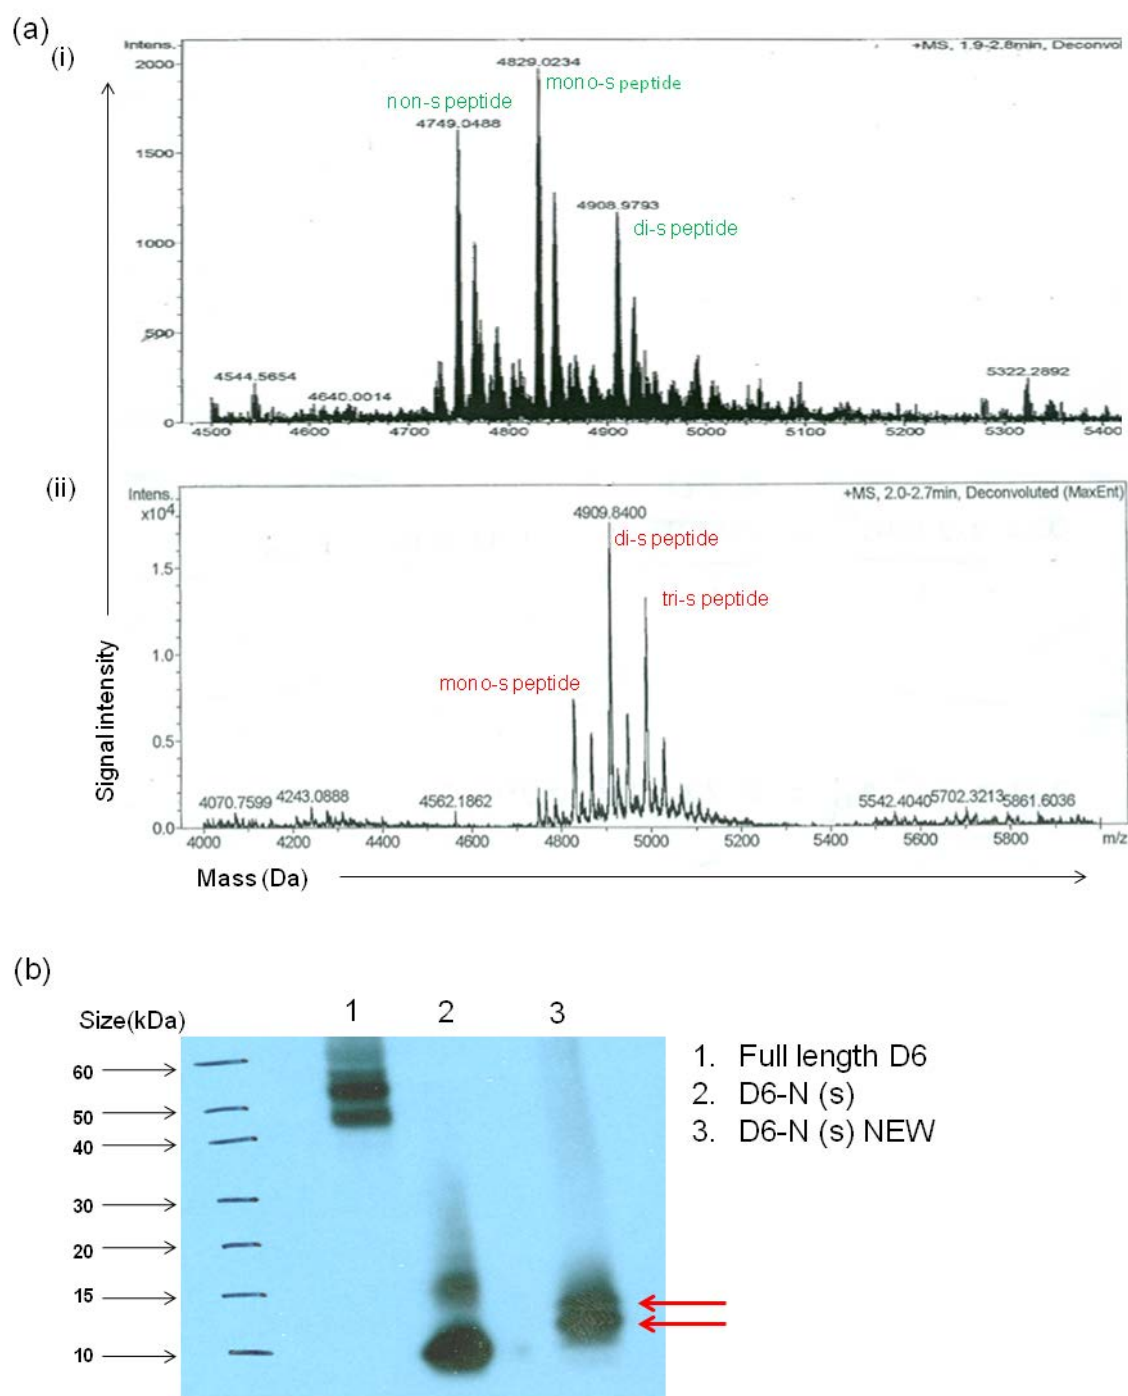 (a)
(i)
Intens.
+MS, 1.9-2.8min, Deconvol
2000
4829.0234
mono-s peptide
non-s peptide
4749.0488
1500
4908.9793
di-s peptide
1000
500
4544.5654
4640.0014
5322.2892
0
4500 4600 4700 4800 4900 5000 5100 5200 5300 5400
(ii)
Intens.
x10⁴
+MS, 2.0-2.7min, Deconvoluted (MaxEnt)
4909.8400
di-s peptide
1.5
tri-s peptide
1.0
mono-s peptide
0.5
4070.7599 4243.0888 4562.1862 5542.4040 5702.3213 5861.6036
0.0
4000 4200 4400 4600 4800 5000 5200 5400 5600 5800 m/z
Signal intensity
Mass (Da)
(b)
Size(kDa) 1 2 3
60
50
40
30
20
15
10
1. Full length D6
2. D6-N (s)
3. D6-N (s) NEW